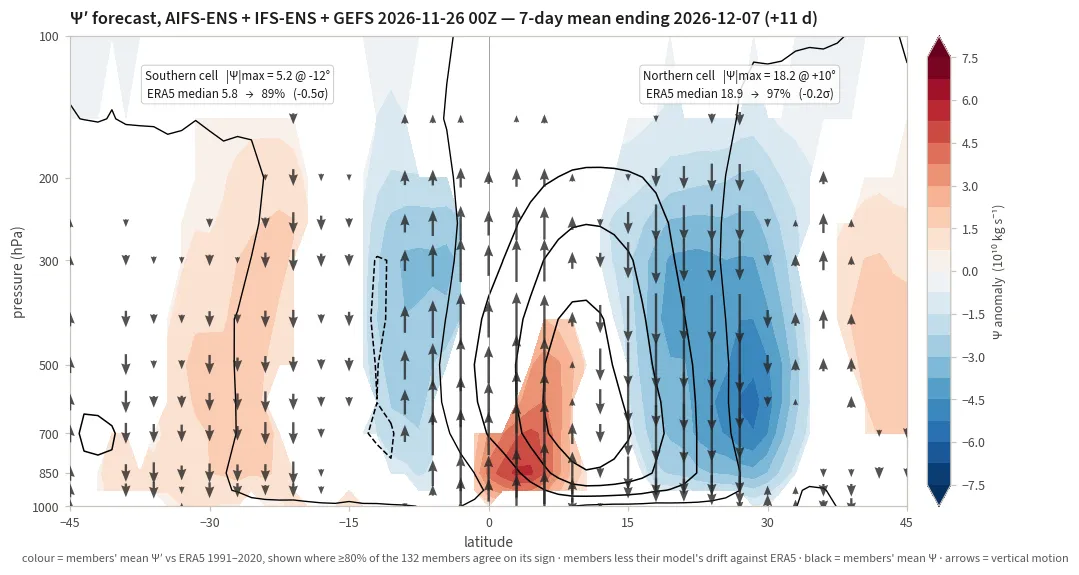 Ψ′ forecast, AIFS-ENS + IFS-ENS + GEFS 2026-11-26 00Z — 7-day mean ending 2026-12-07 (+11 d)
Southern cell |Ψ|max = 5.2 @ -12°
ERA5 median 5.8 → 89% (-0.5σ)
Northern cell |Ψ|max = 18.2 @ +10°
ERA5 median 18.9 → 97% (-0.2σ)
pressure (hPa)
100
200
300
400
500
700
850
1000
−45
−30
−15
0
15
30
45
latitude
7.5
6.0
4.5
3.0
1.5
0.0
−1.5
−3.0
−4.5
−6.0
−7.5
Ψ anomaly (10¹⁰ kg s⁻¹)
colour = members' mean Ψ′ vs ERA5 1991–2020, shown where ≥80% of the 132 members agree on its sign · members less their model's drift against ERA5 · black = members' mean Ψ · arrows = vertical motion